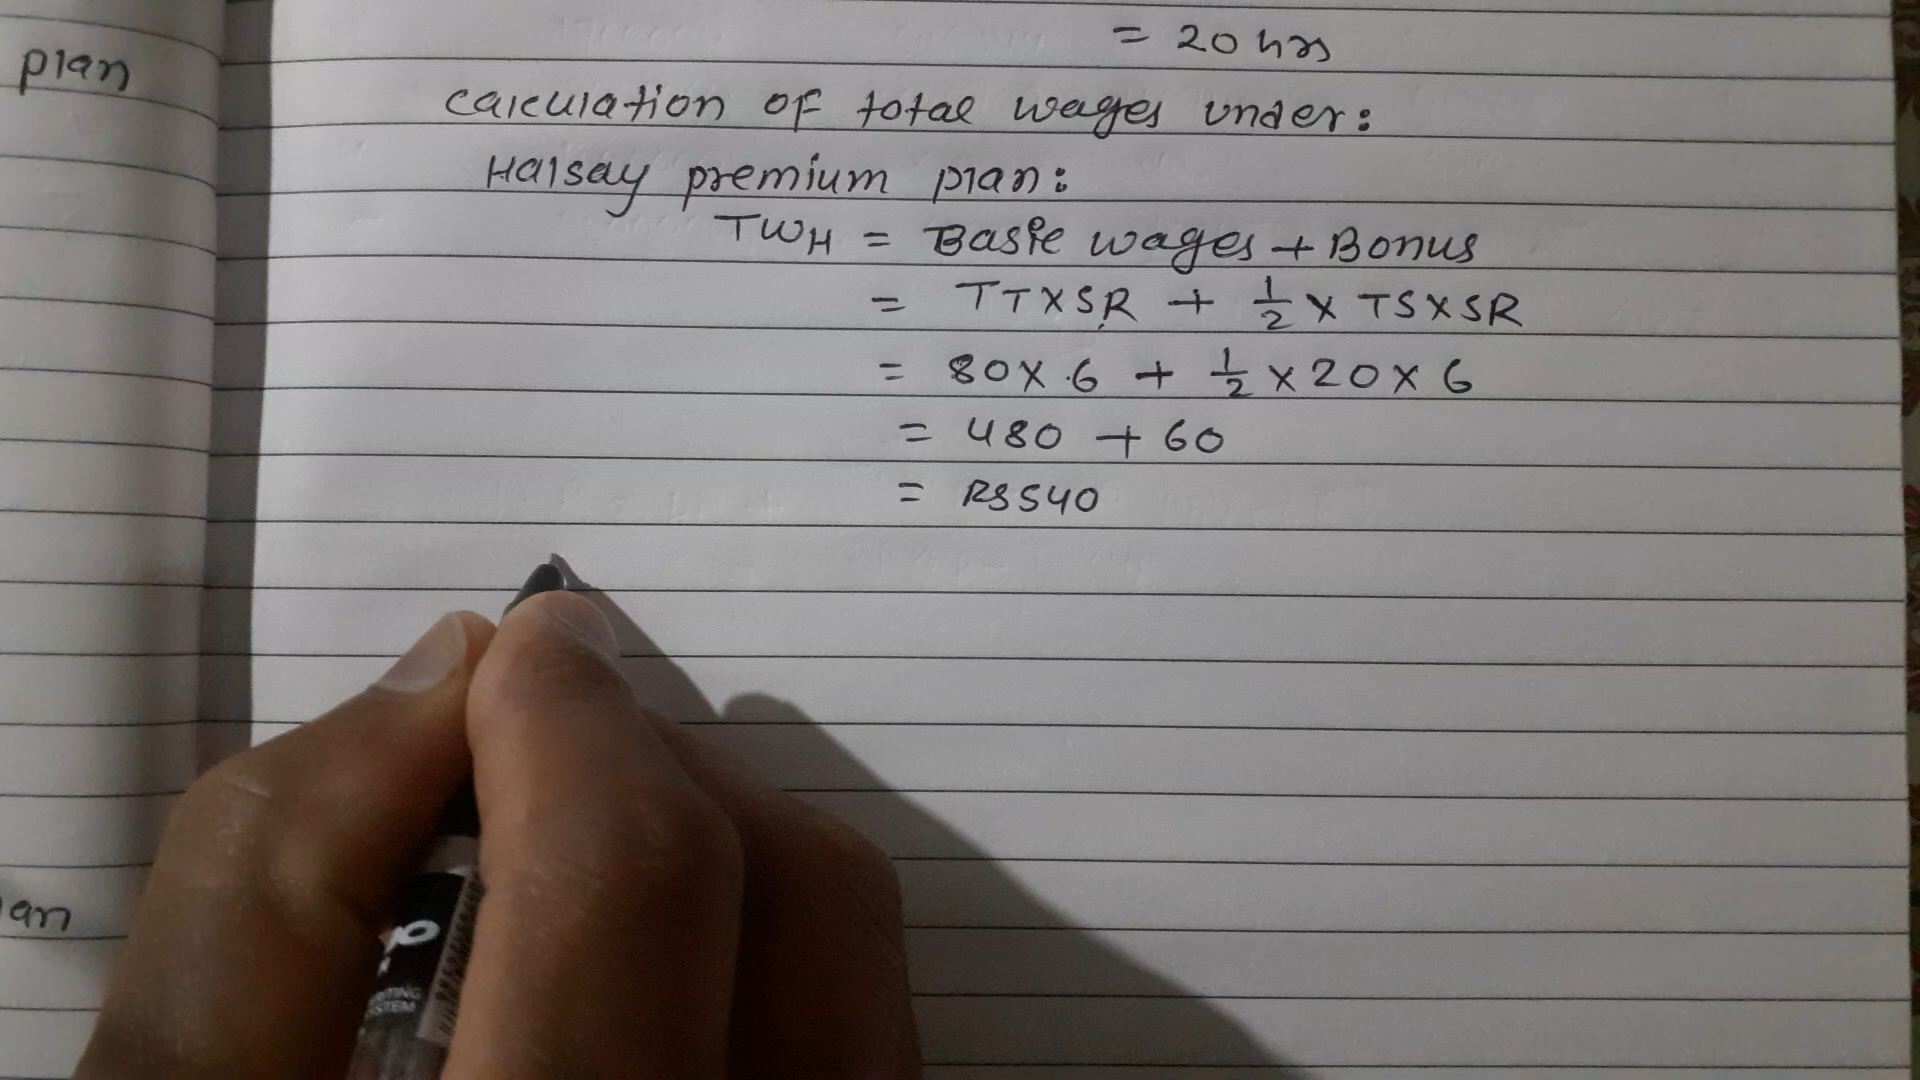 plan
= 20 hrs
calculation of total wages under:
Halsay premium plan:
TWH = Basic wages + Bonus
= TT X SR + 1/2 X TS X SR
= 80 X 6 + 1/2 X 20 X 6
= 480 + 60
= RS 540
an